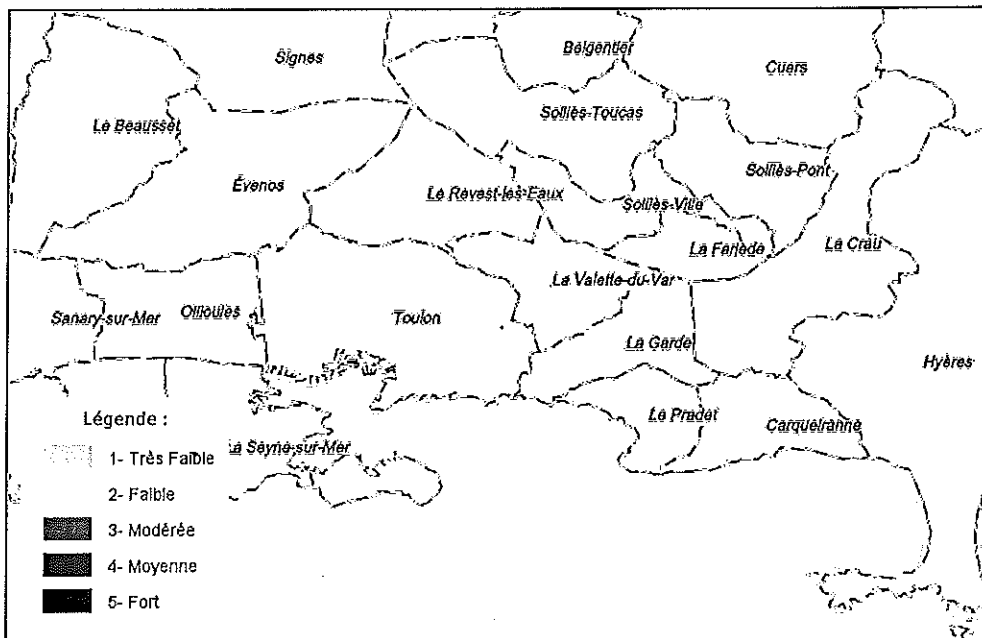 Signes
Belgentier
Cuers
Le Beausset
Solliès-Toucas
Solliès-Pont
Évenos
Le Revest-les-Eaux
Solliès-Ville
La Farlède
La Crau
La Valette-du-Var
Sanary-sur-Mer
Ollioules
Toulon
La Garde
Hyères
Le Pradet
Carqueiranne
Légende :
La Seyne-sur-Mer
1- Très Faible
2- Faible
3- Modérée
4- Moyenne
5- Fort